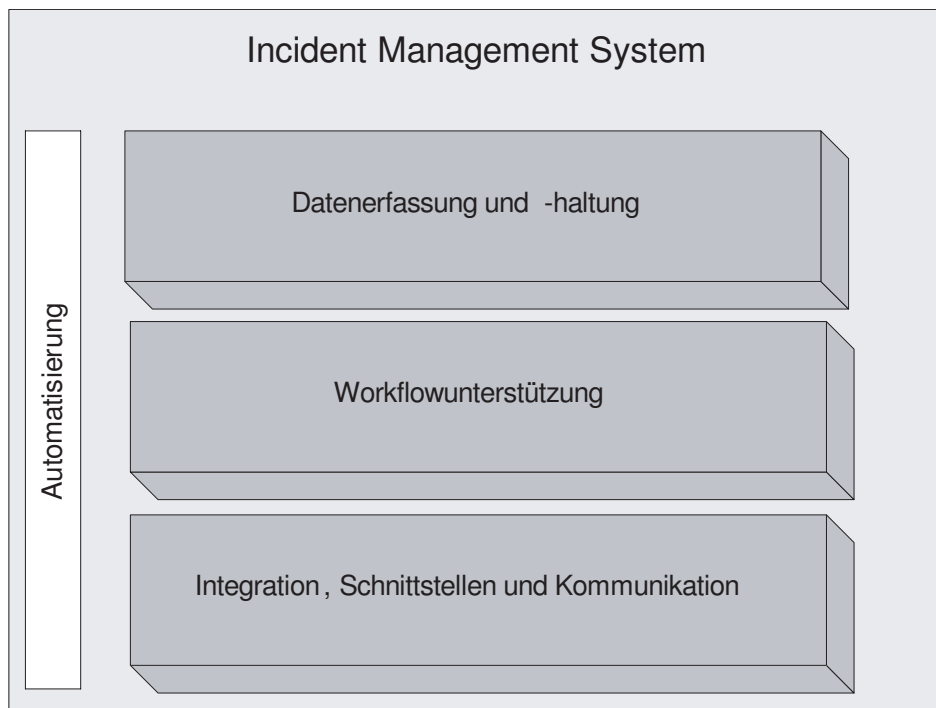 Incident Management System
Automatisierung
Datenerfassung und -haltung
Workflowunterstützung
Integration, Schnittstellen und Kommunikation